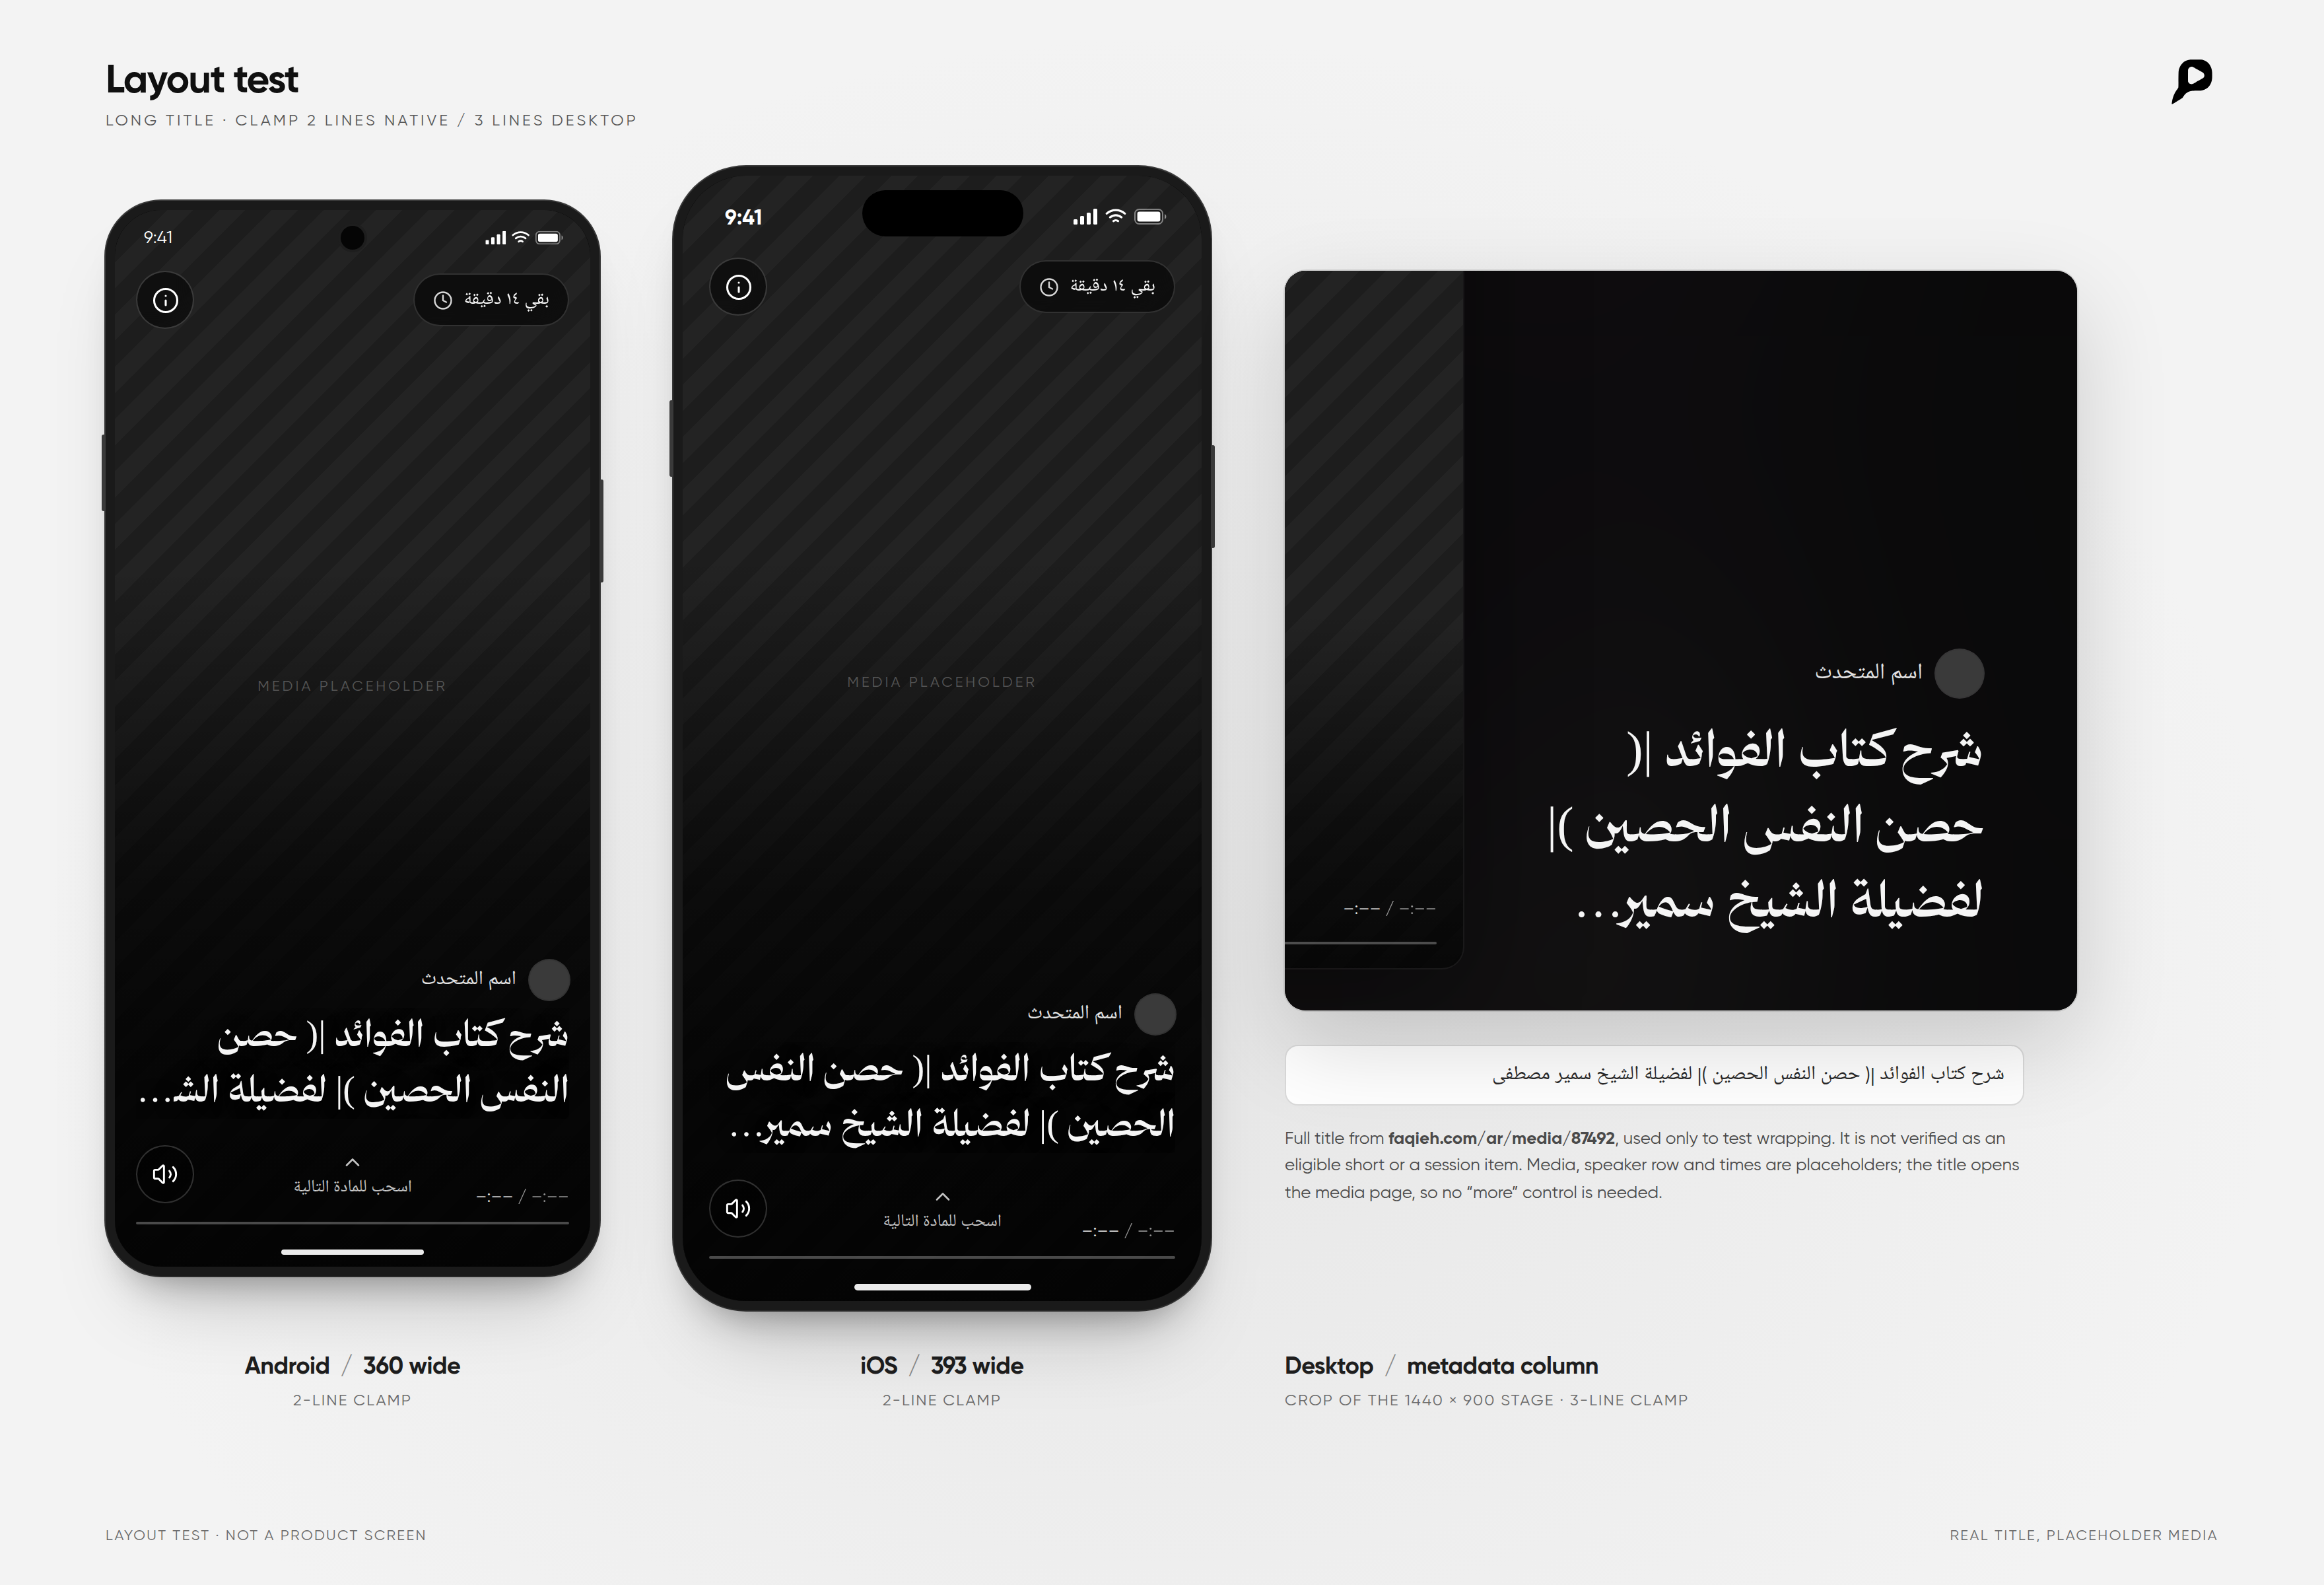 Layout test
LONG TITLE · CLAMP 2 LINES NATIVE / 3 LINES DESKTOP
9:41
بقي ١٤ دقيقة
MEDIA PLACEHOLDER
اسم المتحدث
شرح كتاب الفوائد |( حصن
النفس الحصين )| لفضيلة الشـ...
اسحب للمادة التالية
–:–– / –:––
Android / 360 wide
2-LINE CLAMP
9:41
بقي ١٤ دقيقة
MEDIA PLACEHOLDER
اسم المتحدث
شرح كتاب الفوائد |( حصن النفس
الحصين )| لفضيلة الشيخ سمير...
اسحب للمادة التالية
–:–– / –:––
iOS / 393 wide
2-LINE CLAMP
اسم المتحدث
شرح كتاب الفوائد |(
حصن النفس الحصين )|
لفضيلة الشيخ سمير...
–:–– / –:––
شرح كتاب الفوائد |( حصن النفس الحصين )| لفضيلة الشيخ سمير مصطفى
Full title from faqieh.com/ar/media/87492, used only to test wrapping. It is not verified as an
eligible short or a session item. Media, speaker row and times are placeholders; the title opens
the media page, so no “more” control is needed.
Desktop / metadata column
CROP OF THE 1440 × 900 STAGE · 3-LINE CLAMP
LAYOUT TEST · NOT A PRODUCT SCREEN
REAL TITLE, PLACEHOLDER MEDIA